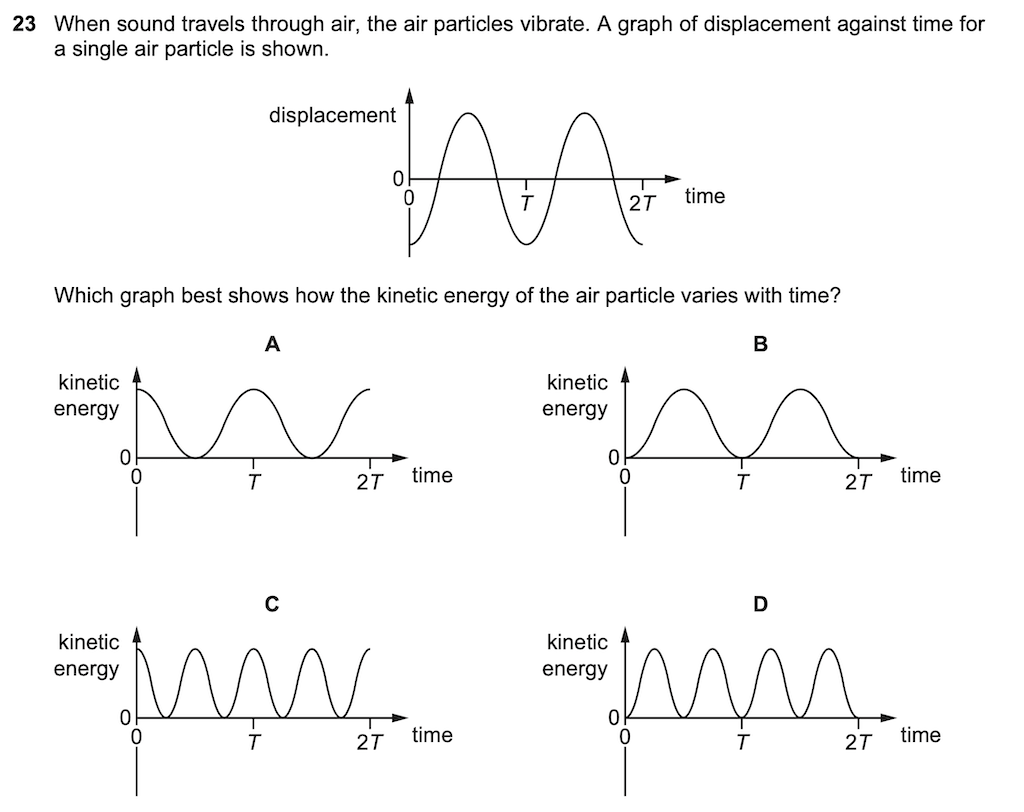 23 When sound travels through air, the air particles vibrate. A graph of displacement against time for
a single air particle is shown.
displacement
0
0
T
2T
time
Which graph best shows how the kinetic energy of the air particle varies with time?
A
kinetic
energy
0
0
T
2T
time
B
kinetic
energy
0
0
T
2T
time
C
kinetic
energy
0
0
T
2T
time
D
kinetic
energy
0
0
T
2T
time